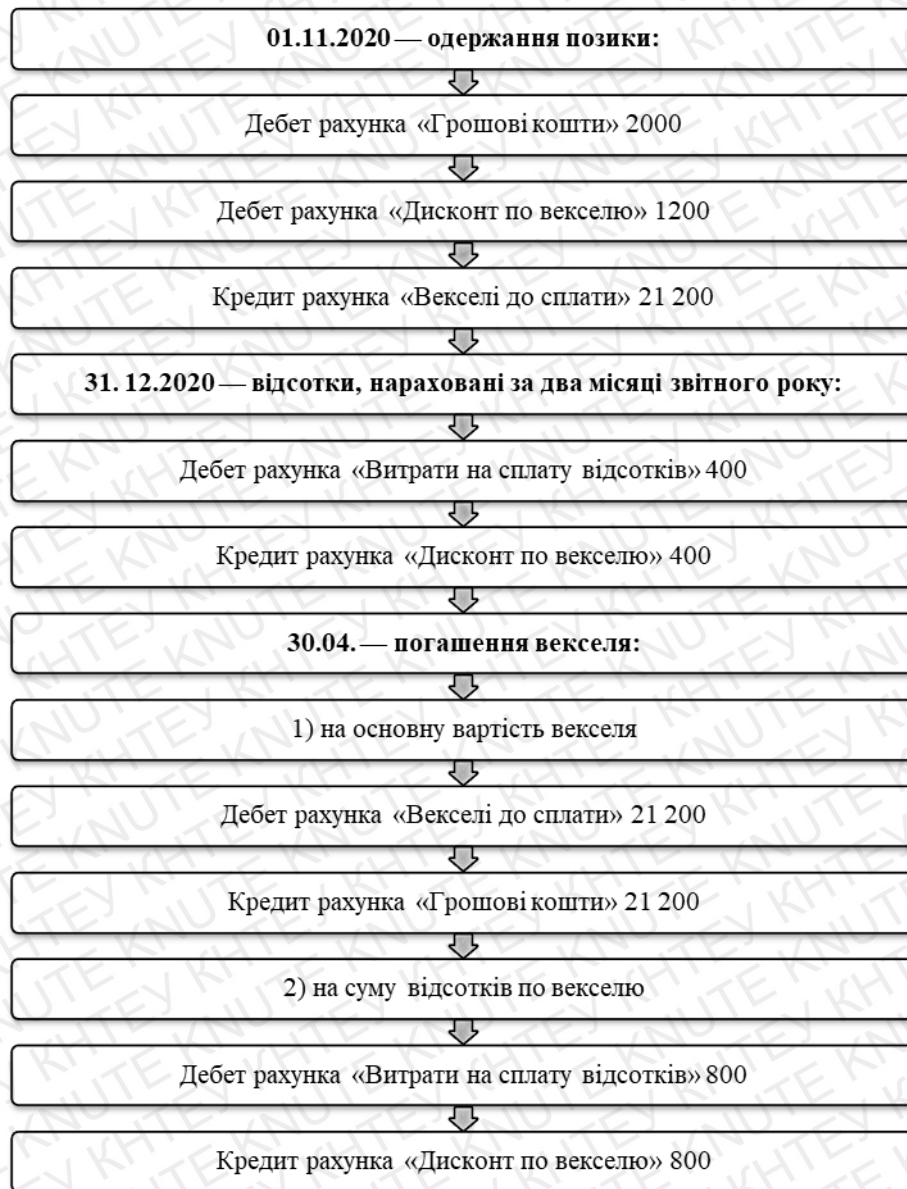 01.11.2020 — одержання позики:
Дебет рахунка «Грошові кошти» 2000
Дебет рахунка «Дисконт по векселю» 1200
Кредит рахунка «Векселі до сплати» 21 200
31. 12.2020 — відсотки, нараховані за два місяці звітного року:
Дебет рахунка «Витрати на сплату відсотків» 400
Кредит рахунка «Дисконт по векселю» 400
30.04. — погашення векселя:
1) на основну вартість векселя
Дебет рахунка «Векселі до сплати» 21 200
Кредит рахунка «Грошові кошти» 21 200
2) на суму відсотків по векселю
Дебет рахунка «Витрати на сплату відсотків» 800
Кредит рахунка «Дисконт по векселю» 800